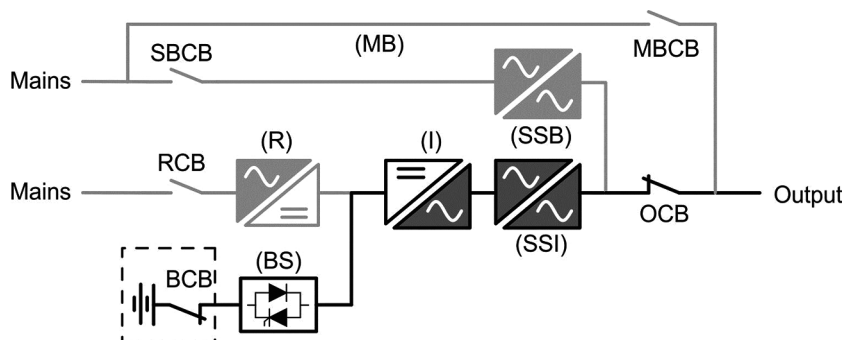 (MB)
MBCB
SBCB
Mains
(SSB)
(R)
(I)
RCB
Mains
Output
OCB
(SSI)
(BS)
BCB